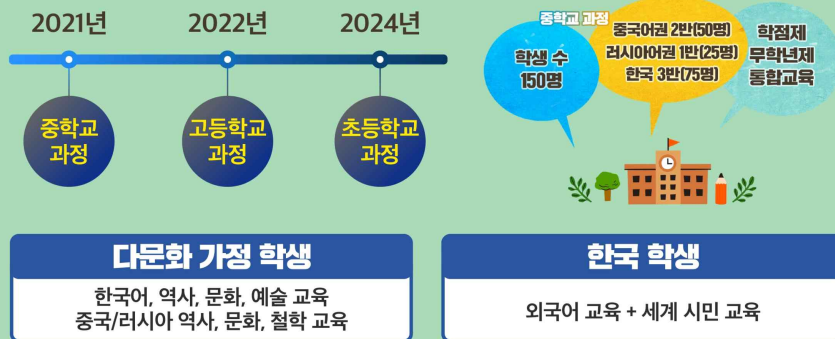 2021년
2022년
2024년
중학교
과정
고등학교
과정
초등학교
과정
중학교 과정
학생 수
150명
중국어권 2반(50명)
러시아어권 1반(25명)
한국 3반(75명)
학점제
무학년제
통합교육
다문화 가정 학생
한국어, 역사, 문화, 예술 교육
중국/러시아 역사, 문화, 철학 교육
한국 학생
외국어 교육 + 세계 시민 교육